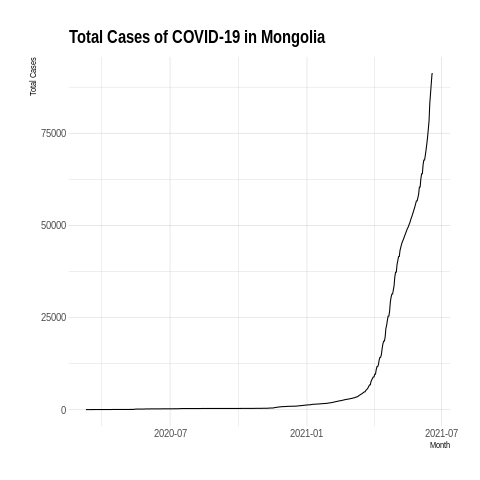 Total Cases of COVID-19 in Mongolia
Total Cases
75000
50000
25000
0
2020-07
2021-01
2021-07
Month